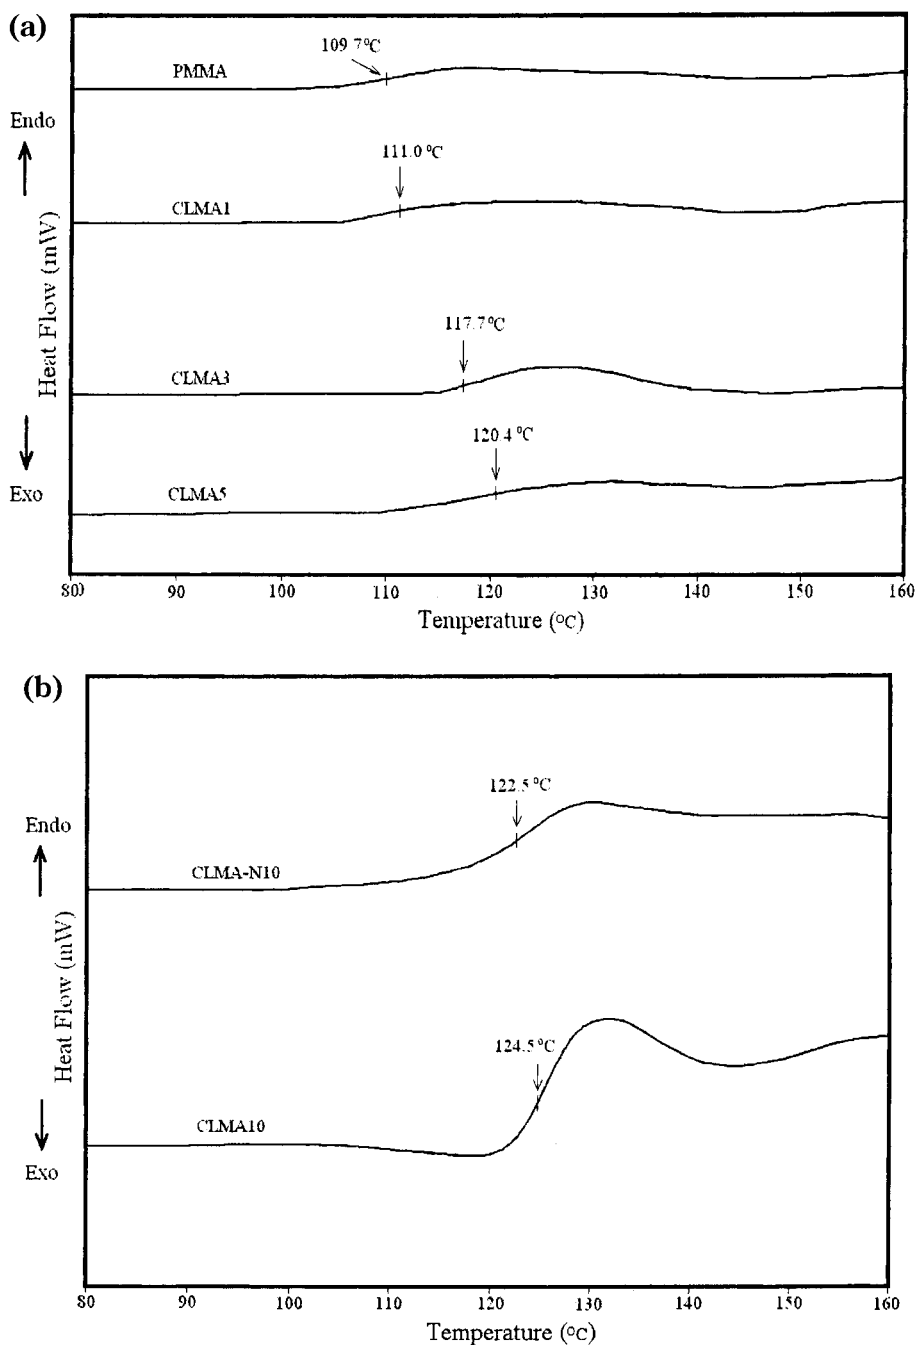 (a)
109.7°C
PMMA
Endo
111.0 °C
CLMA1
Heat Flow (mW)
117.7°C
CLMA3
120.4 °C
Exo
CLMA5
80 90 100 110 120 130 140 150 160
Temperature (°C)
(b)
122.5 °C
Endo
CLMA-N10
Heat Flow (mW)
124.5°C
CLMA10
Exo
80 90 100 110 120 130 140 150 160
Temperature (°C)